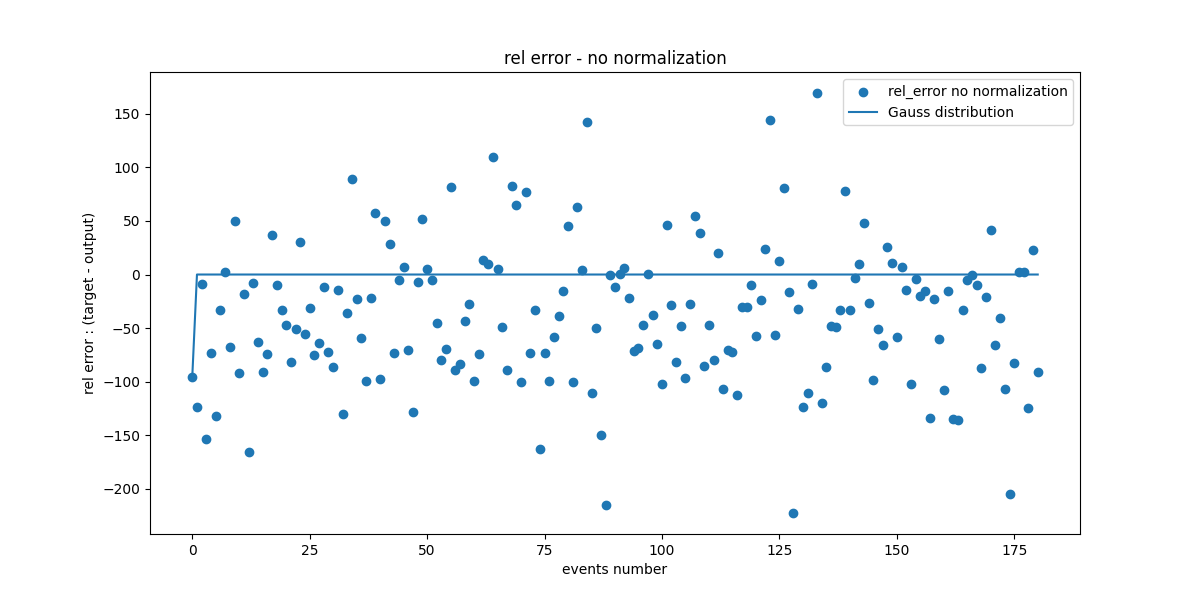 rel error - no normalization
rel_error no normalization
Gauss distribution
rel error : (target - output)
150
100
50
0
−50
−100
−150
−200
0 25 50 75 100 125 150 175
events number